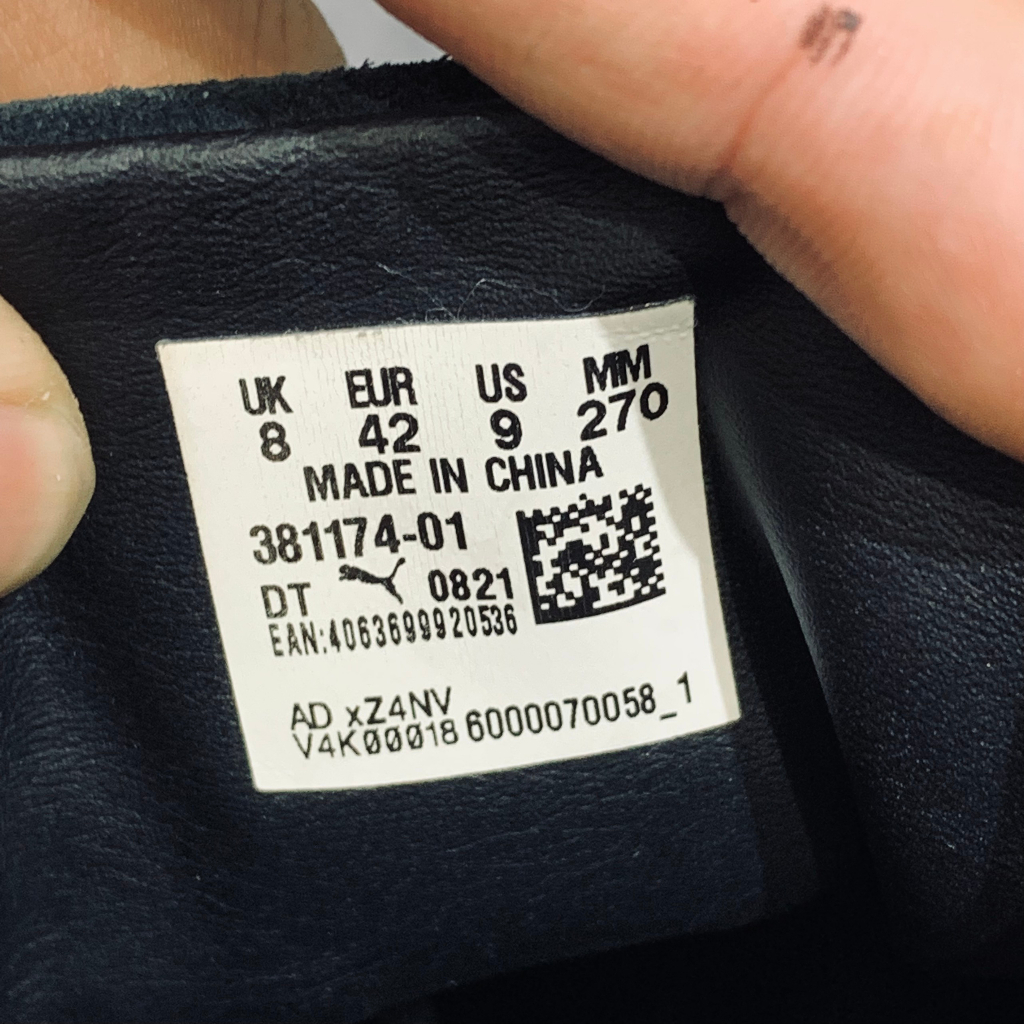 UK EUR US MM
8 42 9 270
MADE IN CHINA
381174-01
DT 0821
EAN:4063699920536
AD xZ4NV
V4K00018 6000070058_1